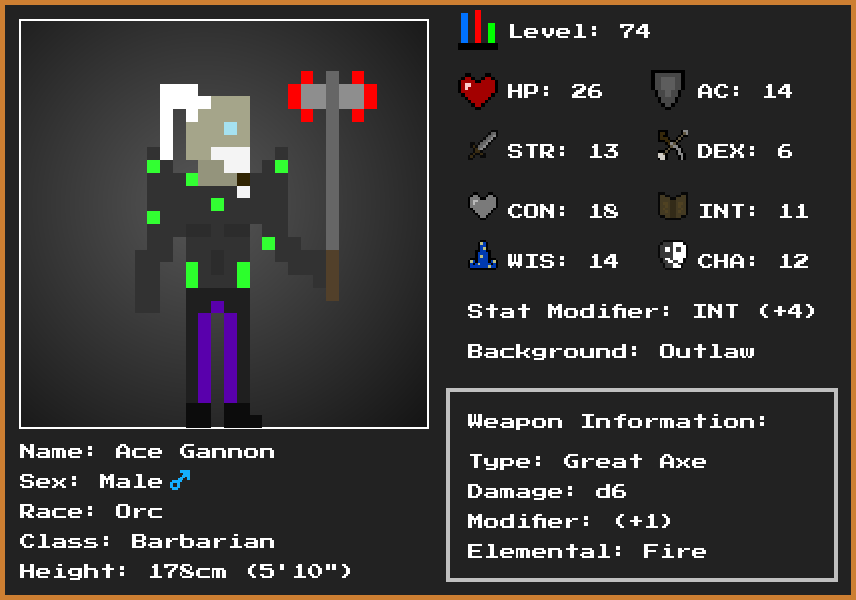 Level: 74
HP: 26
AC: 14
STR: 13
DEX: 6
CON: 18
INT: 11
WIS: 14
CHA: 12
Stat Modifier: INT (+4)
Background: Outlaw
Weapon Information:
Type: Great Axe
Damage: d6
Modifier: (+1)
Elemental: Fire
Name: Ace Gannon
Sex: Male ♂
Race: Orc
Class: Barbarian
Height: 178cm (5'10")